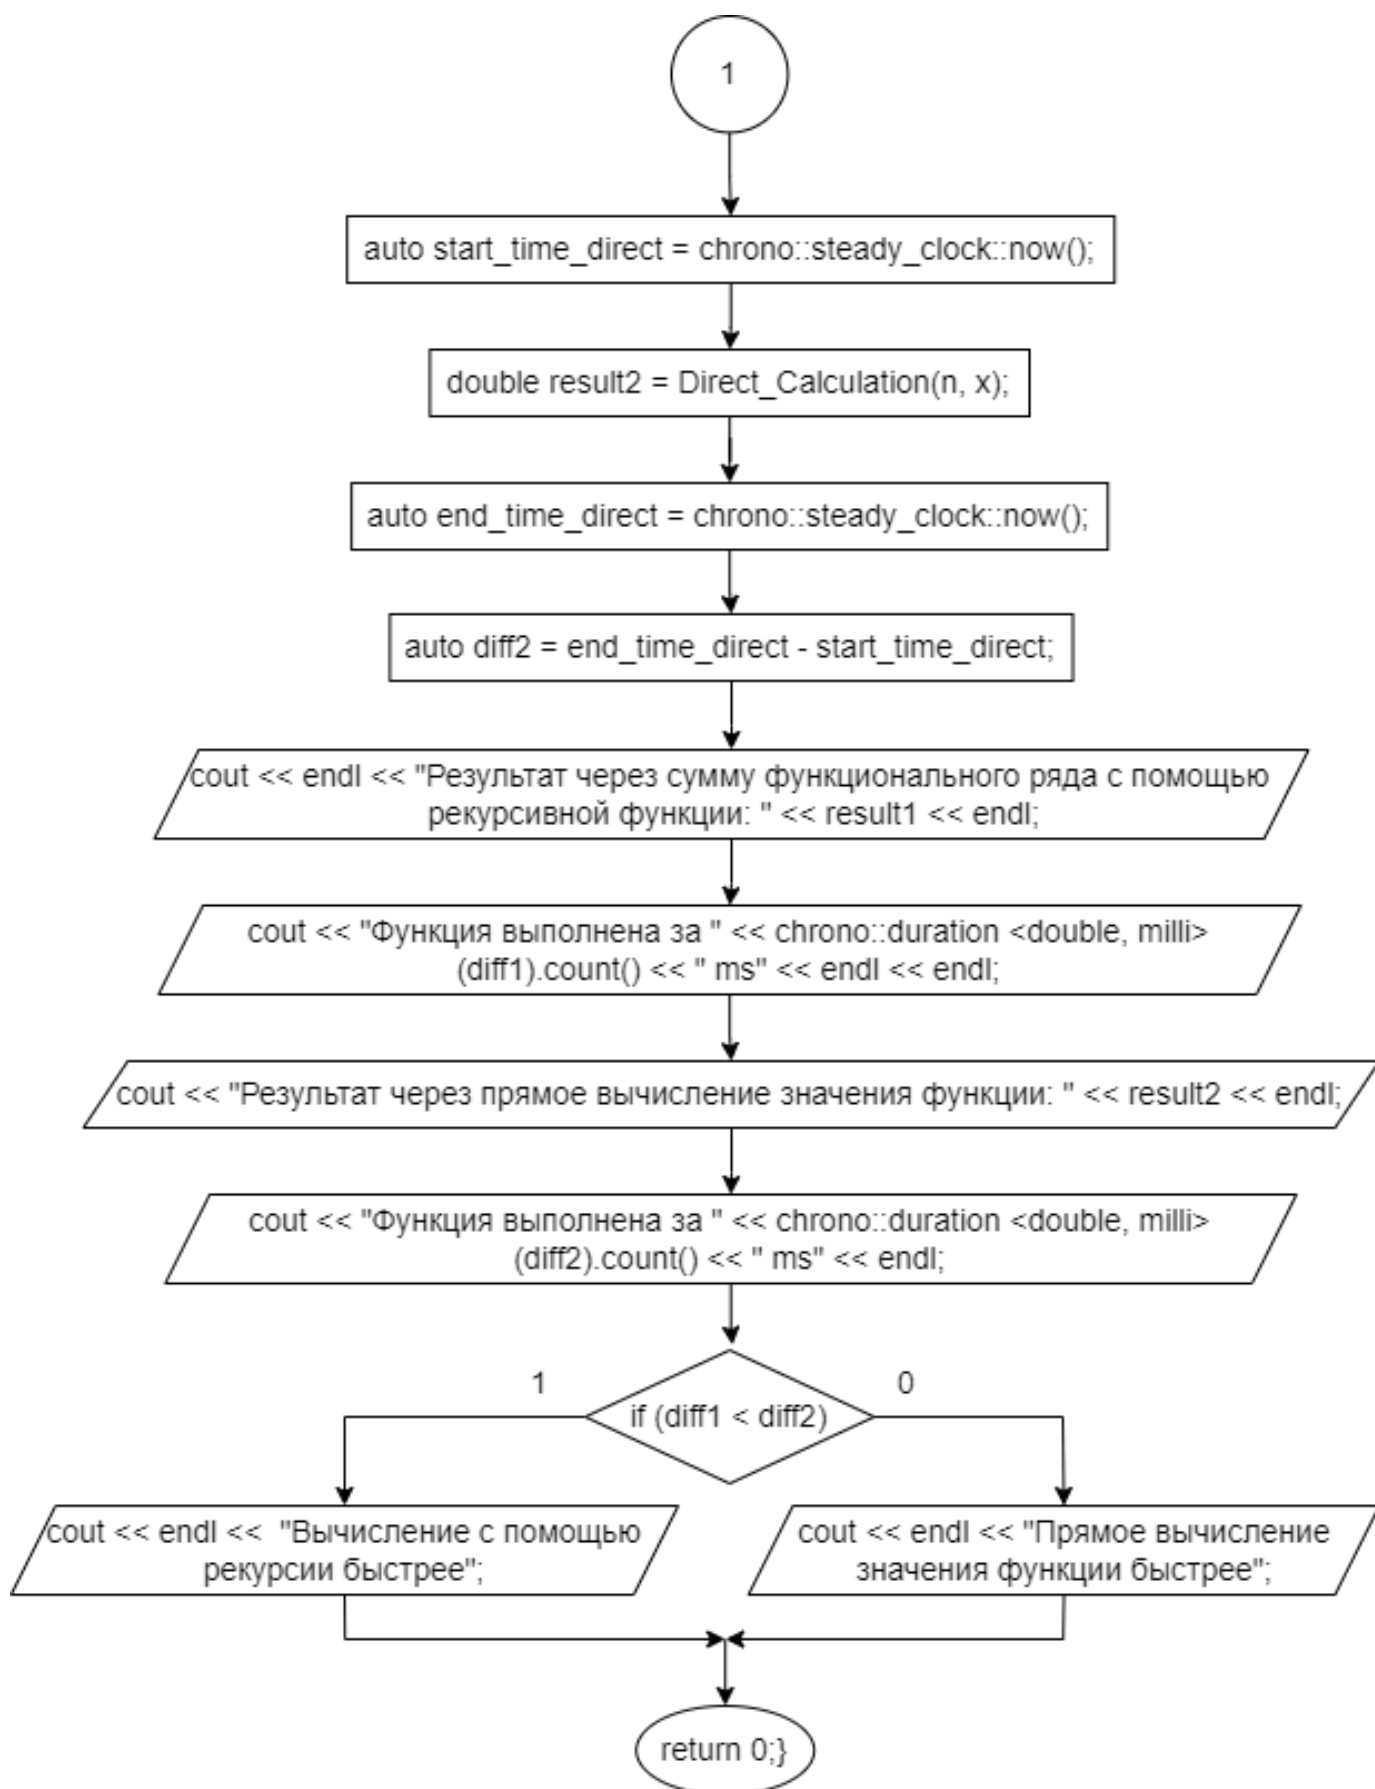 1
auto start_time_direct = chrono::steady_clock::now();
double result2 = Direct_Calculation(n, x);
auto end_time_direct = chrono::steady_clock::now();
auto diff2 = end_time_direct - start_time_direct;
cout << endl << "Результат через сумму функционального ряда с помощью
рекурсивной функции: " << result1 << endl;
cout << "Функция выполнена за " << chrono::duration <double, milli>
(diff1).count() << " ms" << endl << endl;
cout << "Результат через прямое вычисление значения функции: " << result2 << endl;
cout << "Функция выполнена за " << chrono::duration <double, milli>
(diff2).count() << " ms" << endl;
1
0
if (diff1 < diff2)
cout << endl <<  "Вычисление с помощью
рекурсии быстрее";
cout << endl << "Прямое вычисление
значения функции быстрее";
return 0;}